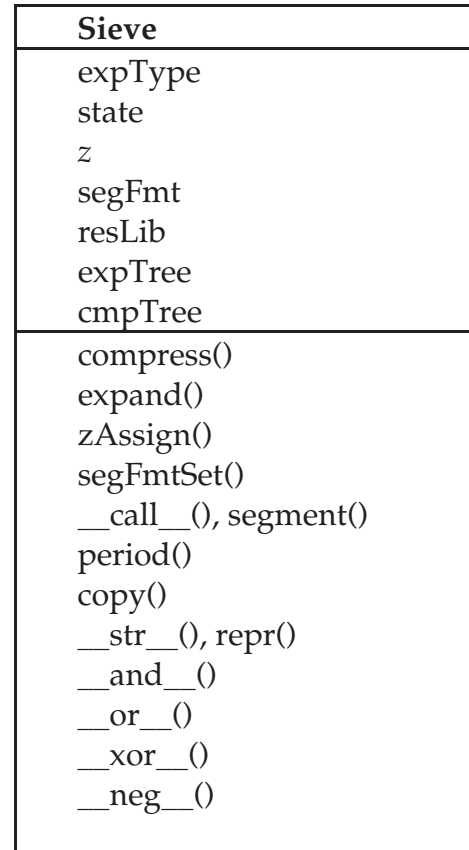 Sieve
expType
state
z
segFmt
resLib
expTree
cmpTree
compress()
expand()
zAssign()
segFmtSet()
__call__(), segment()
period()
copy()
__str__(), repr()
__and__()
__or__()
__xor__()
__neg__()